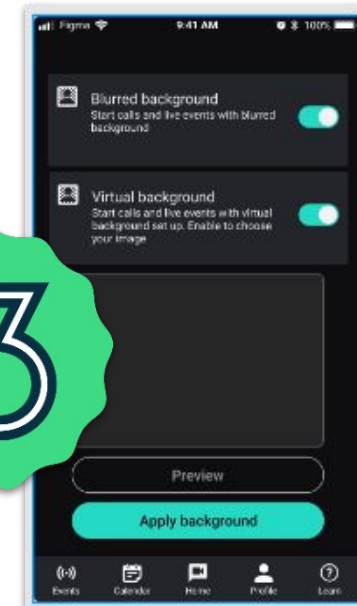 Figma 9:41 AM 100%
Blurred background
Start calls and live events with blurred
background
Virtual background
Start calls and live events with virtual
background set up. Enable to choose
your image
3
Preview
Apply background
Events Calendar Home Profile Learn